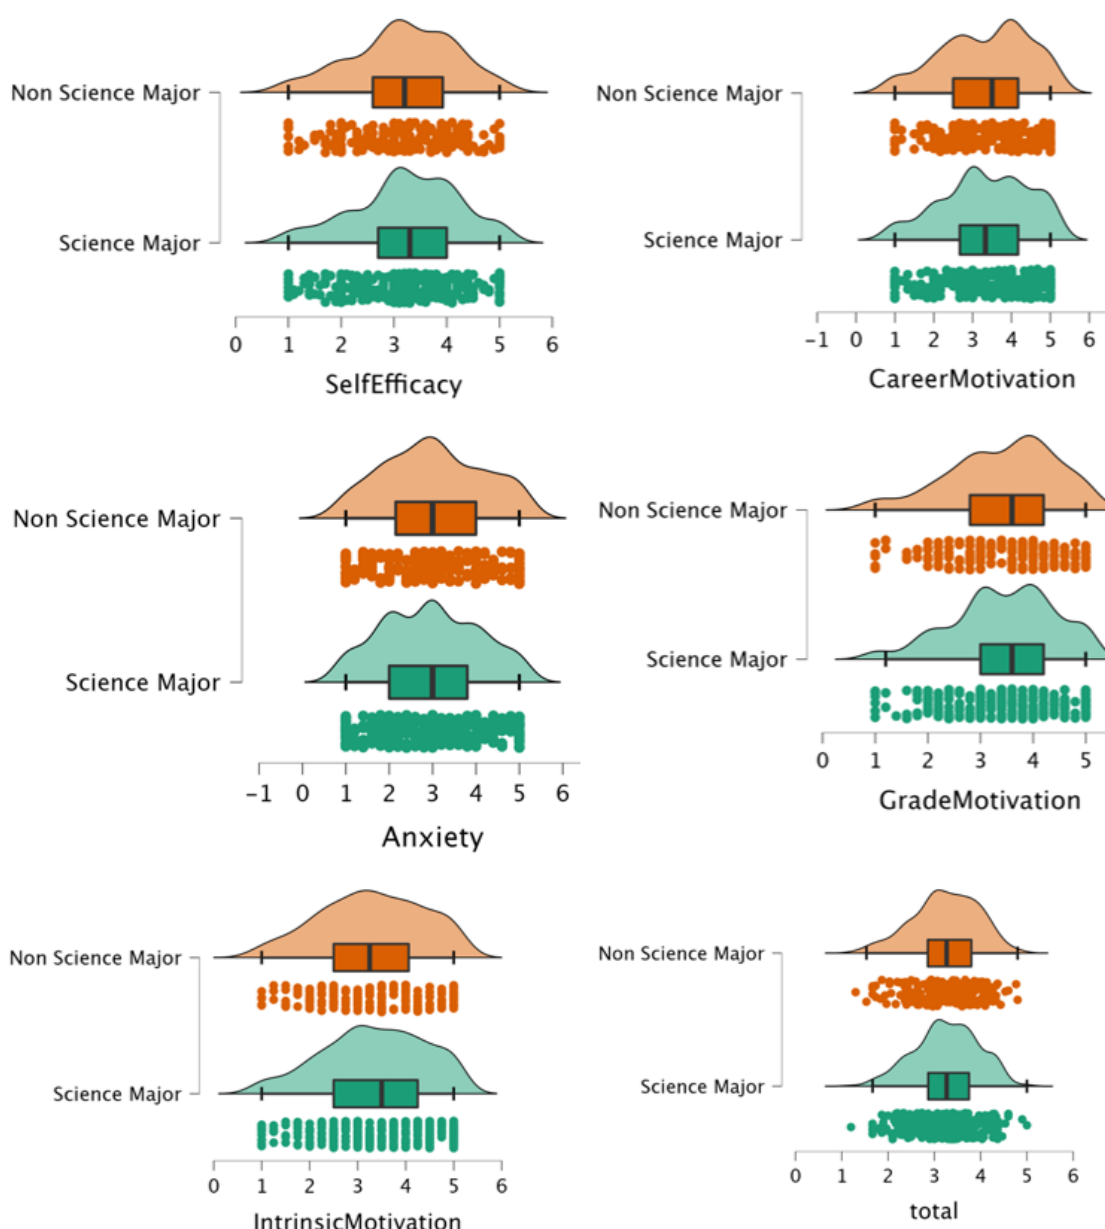 Non Science Major
Science Major
0 1 2 3 4 5 6
SelfEfficacy
Non Science Major
Science Major
−1 0 1 2 3 4 5 6
CareerMotivation
Non Science Major
Science Major
−1 0 1 2 3 4 5 6
Anxiety
Non Science Major
Science Major
0 1 2 3 4 5
GradeMotivation
Non Science Major
Science Major
0 1 2 3 4 5 6
IntrinsicMotivation
Non Science Major
Science Major
0 1 2 3 4 5 6
total